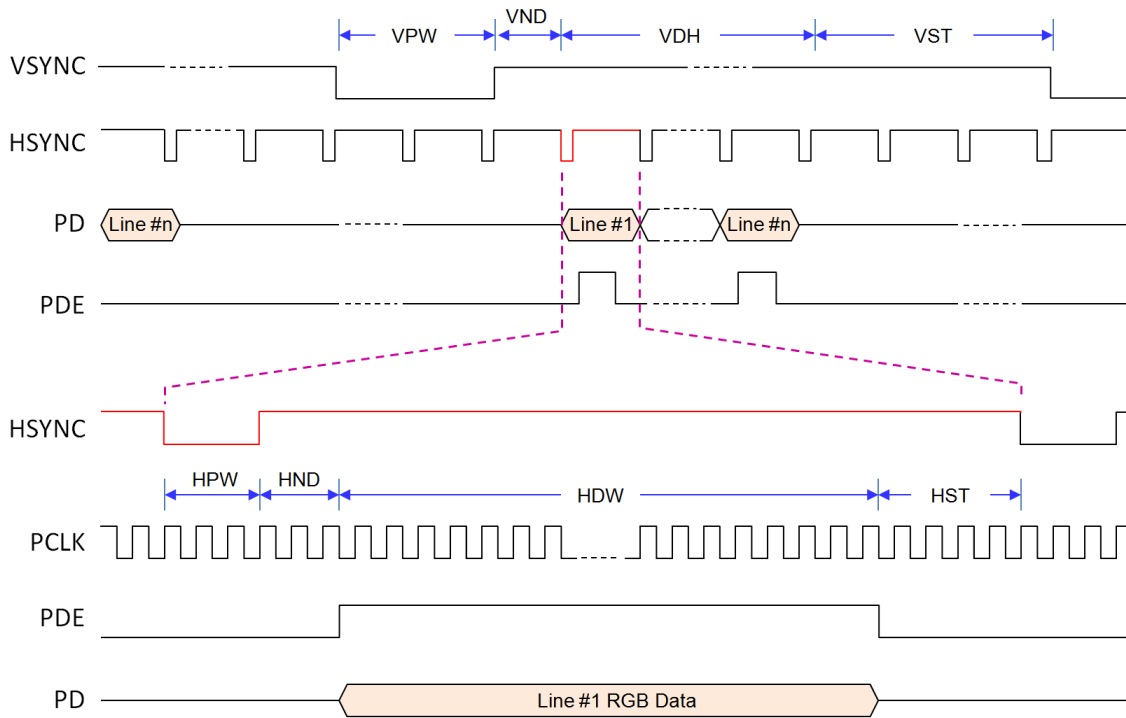 VND
VPW
VDH
VST
VSYNC
HSYNC
PD
Line #n
Line #1
Line #n
PDE
HSYNC
HPW
HND
HDW
HST
PCLK
PDE
PD
Line #1 RGB Data